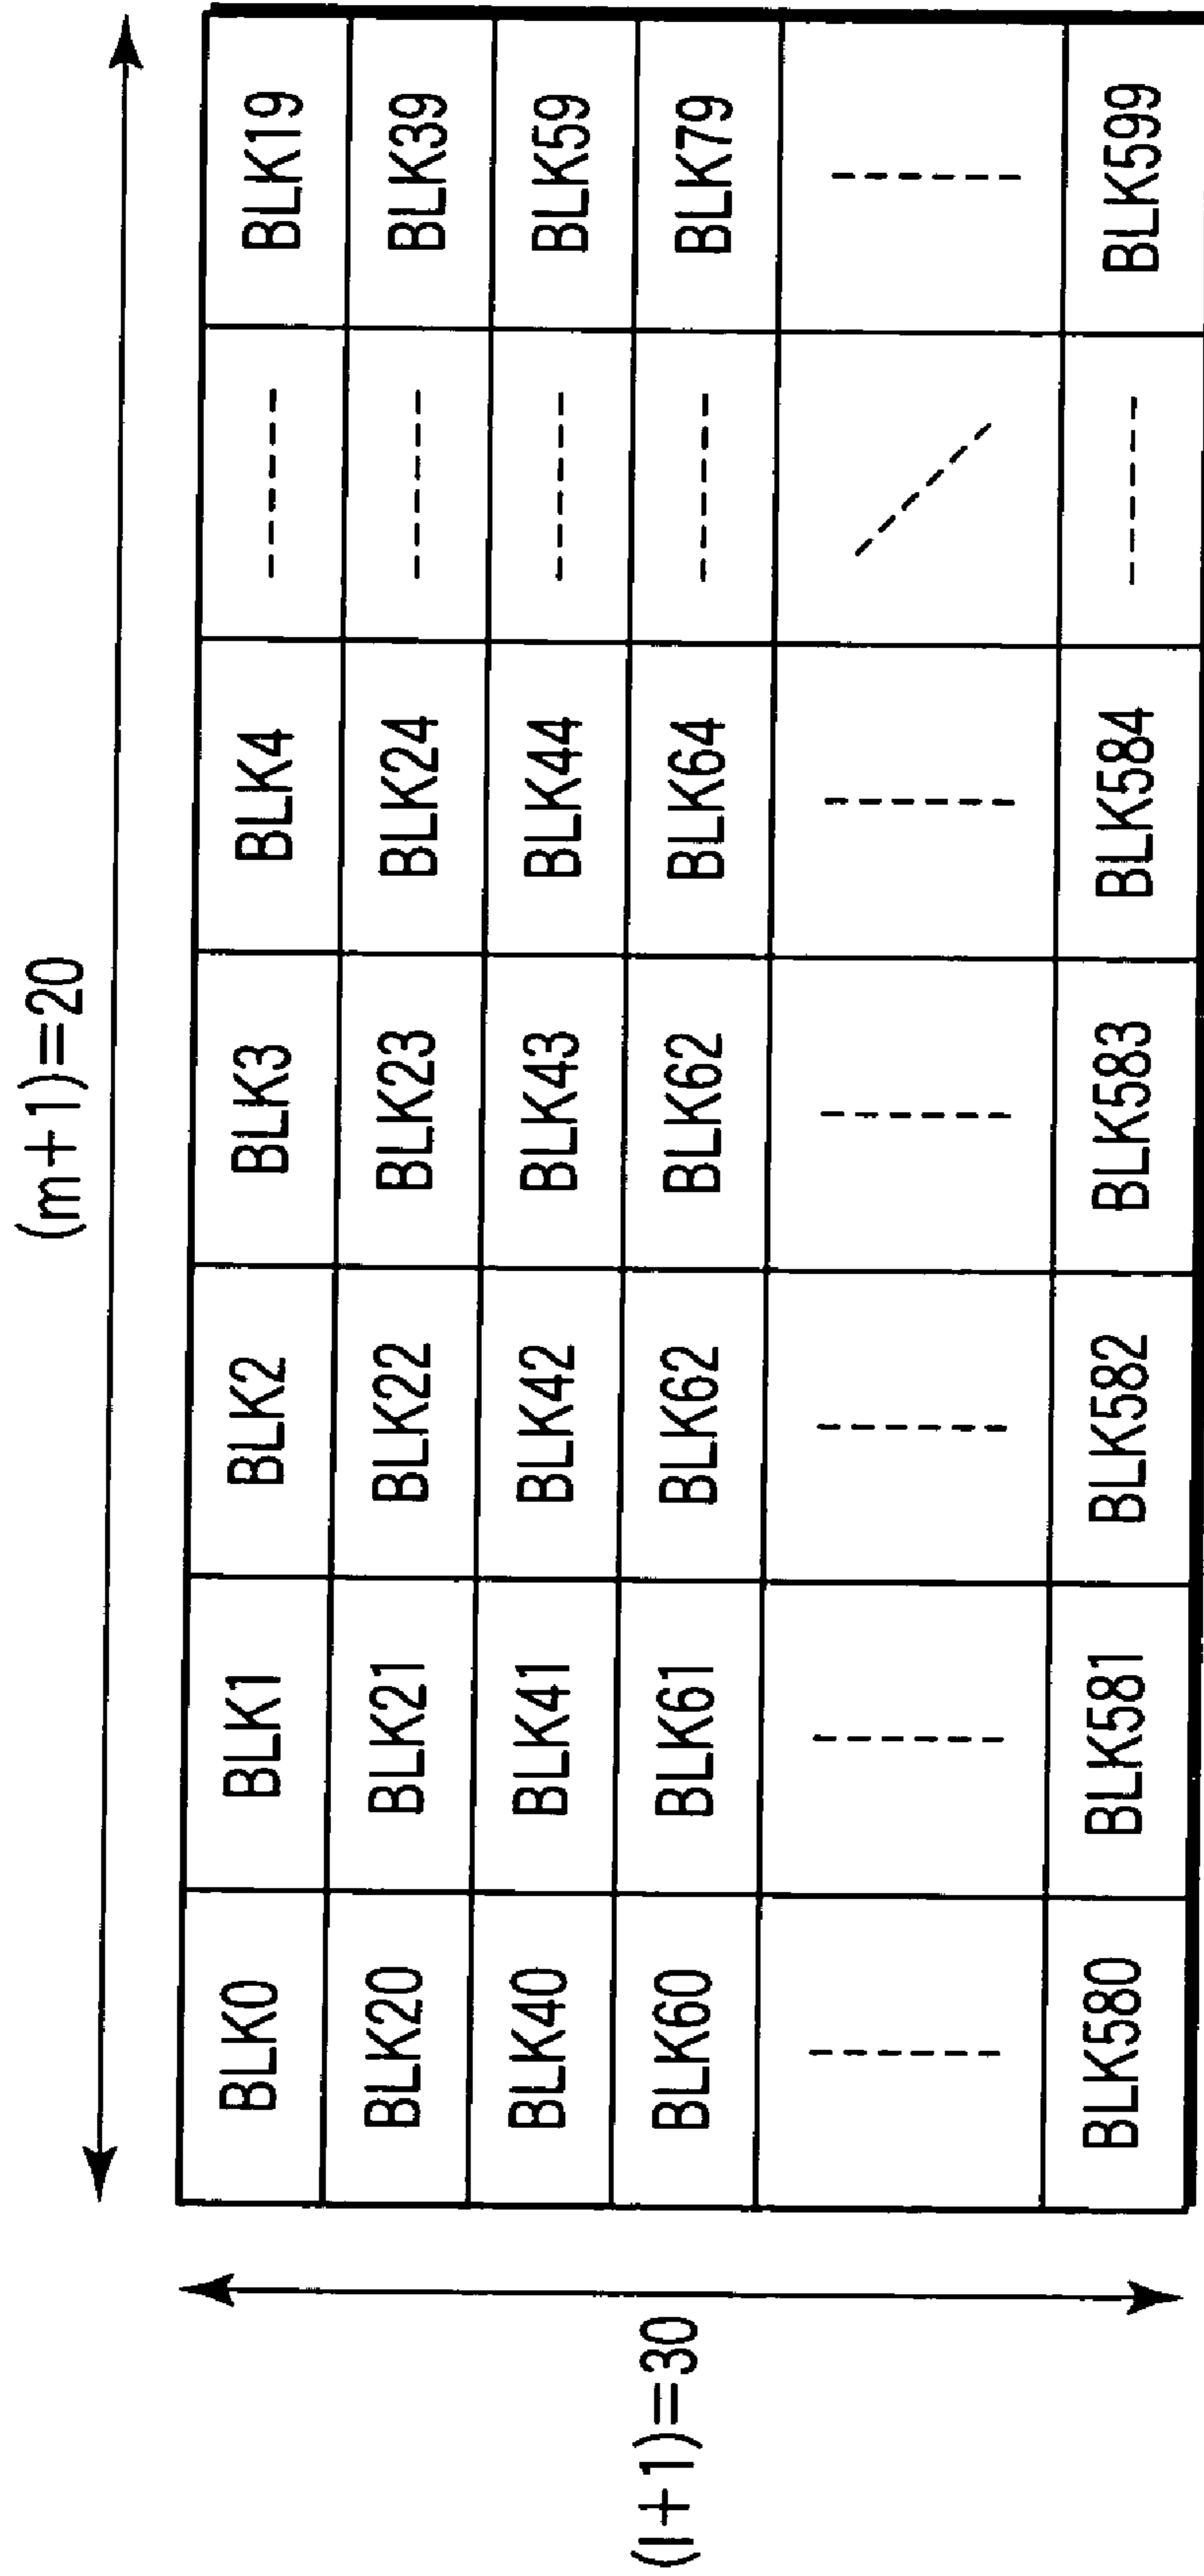 (m+1)=20
(l+1)=30
BLK0 BLK1 BLK2 BLK3 BLK4 BLK19
BLK20 BLK21 BLK22 BLK23 BLK24 BLK39
BLK40 BLK41 BLK42 BLK43 BLK44 BLK59
BLK60 BLK61 BLK62 BLK62 BLK64 BLK79
BLK580 BLK581 BLK582 BLK583 BLK584 BLK599